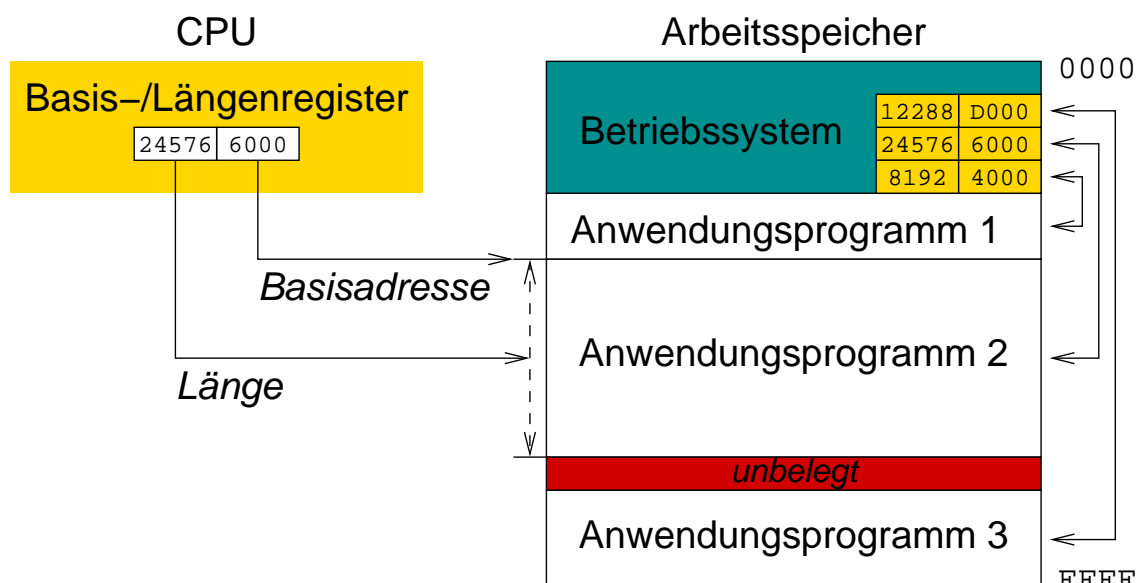 CPU
Arbeitsspeicher
0000
Basis–/Längenregister
24576 6000
Betriebssystem
12288 D000
24576 6000
8192 4000
Anwendungsprogramm 1
Basisadresse
Anwendungsprogramm 2
Länge
unbelegt
Anwendungsprogramm 3
FFFF